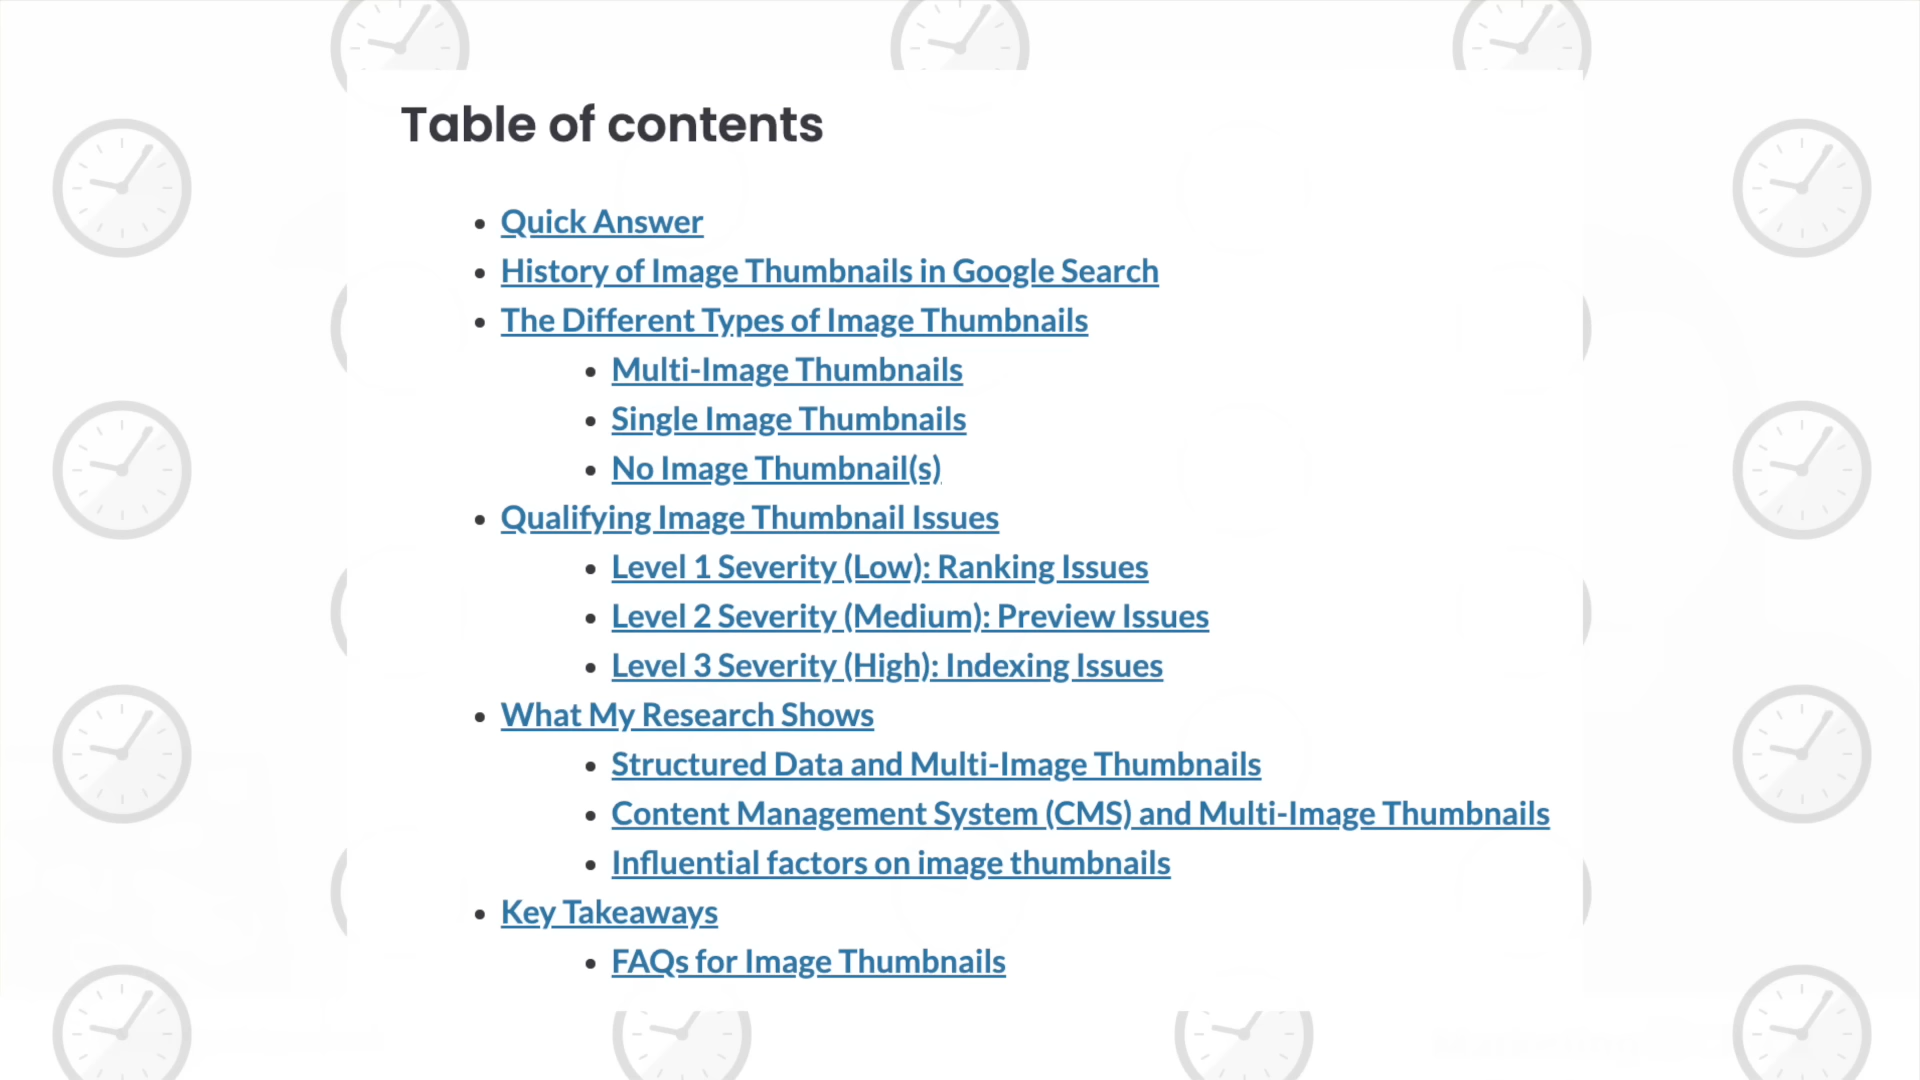 Table of contents
Quick Answer
History of Image Thumbnails in Google Search
The Different Types of Image Thumbnails
Multi-Image Thumbnails
Single Image Thumbnails
No Image Thumbnail(s)
Qualifying Image Thumbnail Issues
Level 1 Severity (Low): Ranking Issues
Level 2 Severity (Medium): Preview Issues
Level 3 Severity (High): Indexing Issues
What My Research Shows
Structured Data and Multi-Image Thumbnails
Content Management System (CMS) and Multi-Image Thumbnails
Influential factors on image thumbnails
Key Takeaways
FAQs for Image Thumbnails